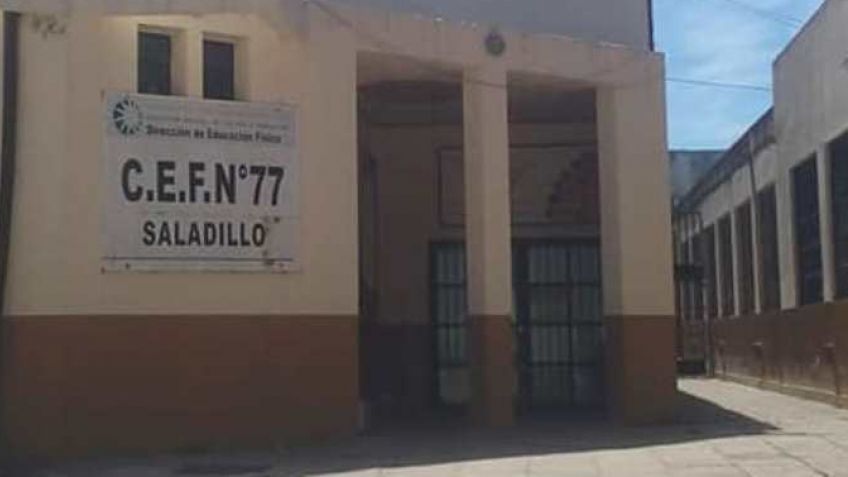 Dirección de Educación Física
C.E.F.N°77
SALADILLO